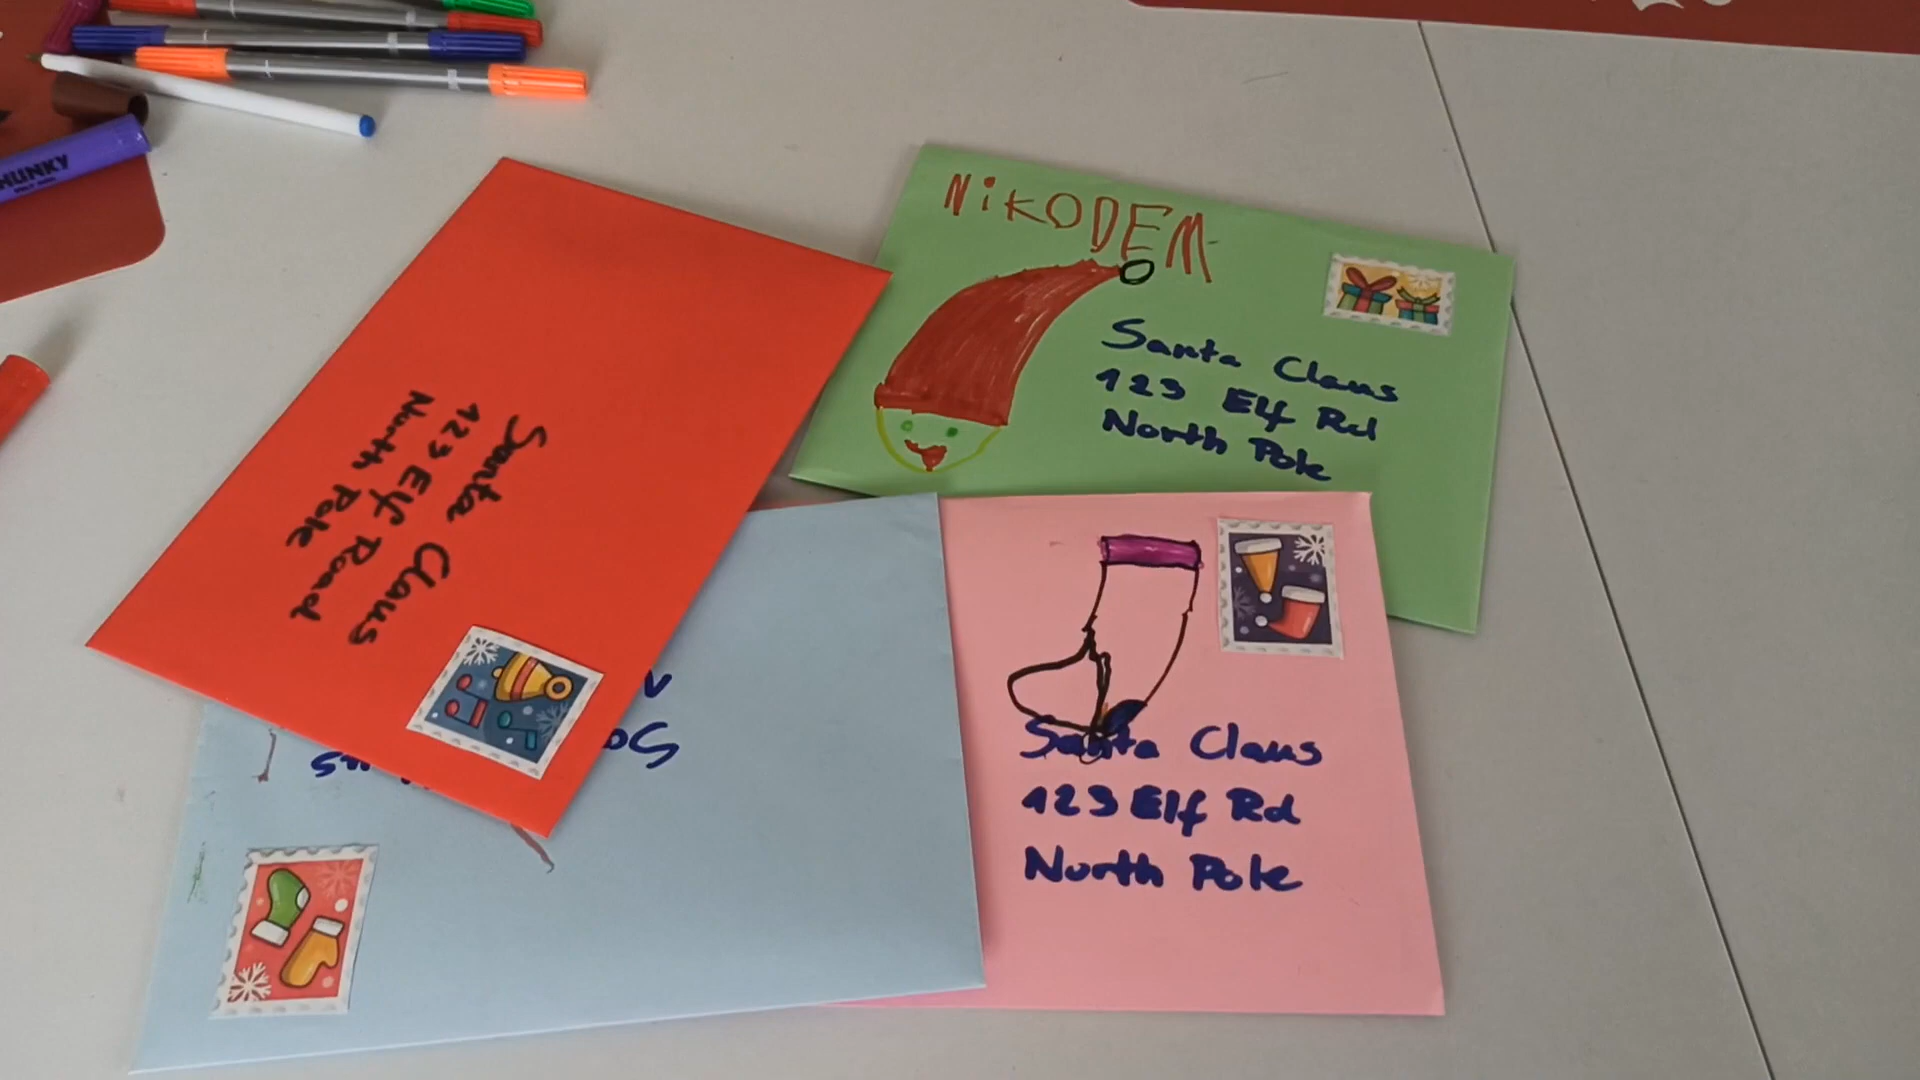 HUNKY
NiKODEM
Santa Claus
123 Elf Rd
North Pole
Santa Claus
123 Elf Road
North Pole
Santa Claus
123 Elf Rd
North Pole